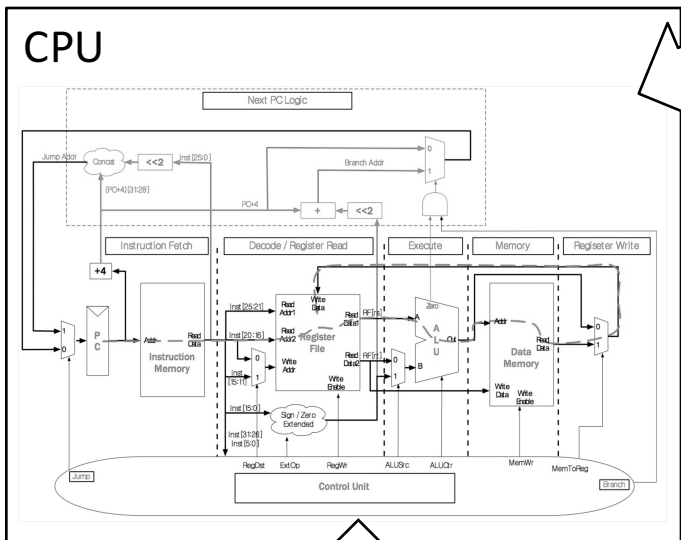 CPU
Next PC Logic
Jump Addr
Concat
<<2
Inst[25:0]
0
1
Branch Addr
(PC+4)[31:28]
PC+4
+
<<2
Instruction Fetch
Decode / Register Read
Execute
Memory
Regiseter Write
+4
Zero
Inst[25:21]
Read Addr1
Write Data
Read Data1
RF[rs]
A
1
0
PC
Addr
Read Data
Instruction Memory
Inst[20:16]
Read Addr2
Register File
ALU
Out
Addr
Read Data
Data Memory
0
1
0
1
Write Addr
Read Data2
RF[rt]
0
1
B
[15:11]
Inst
Write Enable
Write Data
Write Enable
Inst[15:0]
Sign / Zero Extended
Inst[31:26]
Inst[5:0]
Jump
RegDst
ExtOp
RegWr
ALUSrc
ALUCtr
MemWr
MemToReg
Branch
Control Unit